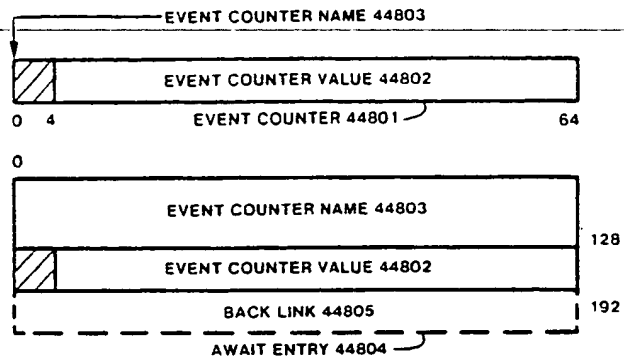 EVENT COUNTER NAME 44803
EVENT COUNTER VALUE 44802
0 4 EVENT COUNTER 44801 64
0
EVENT COUNTER NAME 44803
128
EVENT COUNTER VALUE 44802
BACK LINK 44805 192
AWAIT ENTRY 44804